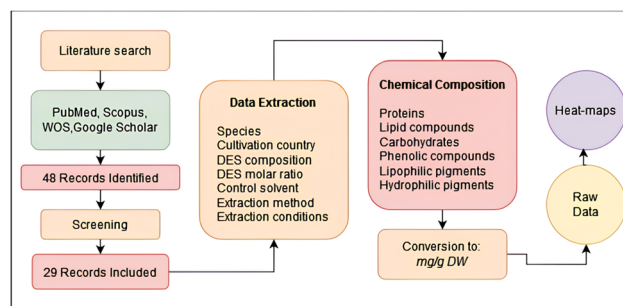 Literature search
PubMed, Scopus,
WOS,Google Scholar
48 Records Identified
Screening
29 Records Included
Data Extraction
Species
Cultivation country
DES composition
DES molar ratio
Control solvent
Extraction method
Extraction conditions
Chemical Composition
Proteins
Lipid compounds
Carbohydrates
Phenolic compounds
Lipophilic pigments
Hydrophilic pigments
Conversion to:
mg/g DW
Raw
Data
Heat-maps